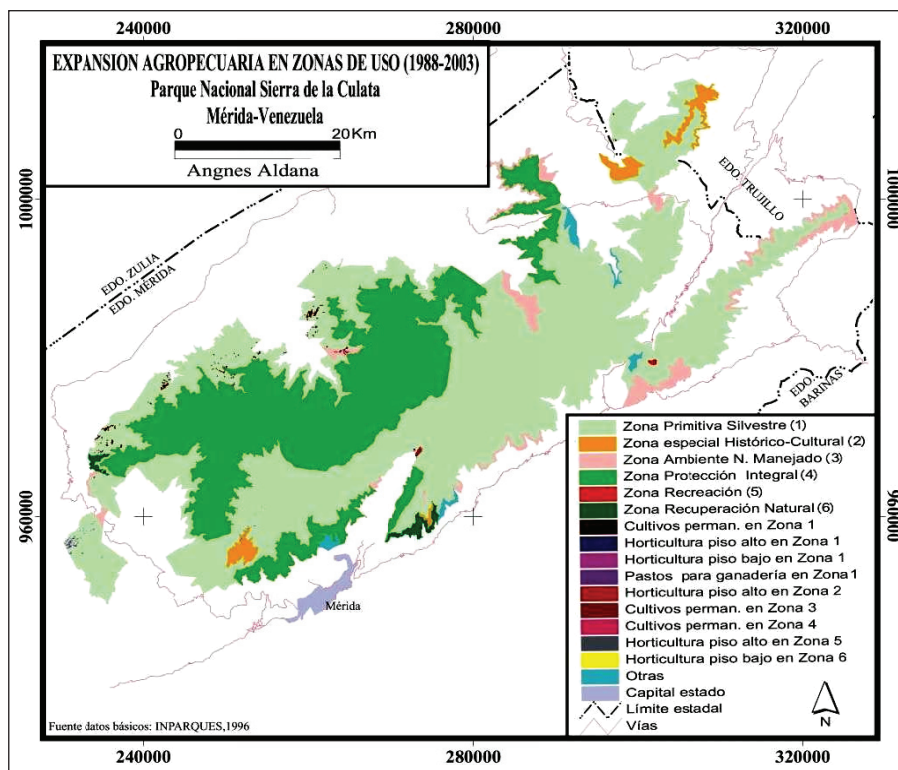 240000 280000 320000
EXPANSION AGROPECUARIA EN ZONAS DE USO (1988-2003)
Parque Nacional Sierra de la Culata
Mérida-Venezuela
0 20Km
Angnes Aldana
1000000
1000000
EDO. TRUJILLO
EDO. ZULIA
EDO. MÉRIDA
EDO.
BARINAS
960000
960000
Mérida
Zona Primitiva Silvestre (1)
Zona especial Histórico-Cultural (2)
Zona Ambiente N. Manejado (3)
Zona Protección Integral (4)
Zona Recreación (5)
Zona Recuperación Natural (6)
Cultivos perman. en Zona 1
Horticultura piso alto en Zona 1
Horticultura piso bajo en Zona 1
Pastos para ganadería en Zona 1
Horticultura piso alto en Zona 2
Cultivos perman. en Zona 3
Cultivos perman. en Zona 4
Horticultura piso alto en Zona 5
Horticultura piso bajo en Zona 6
Otras
Capital estado
Límite estadal
Vías
N
Fuente datos básicos: INPARQUES,1996
240000 280000 320000